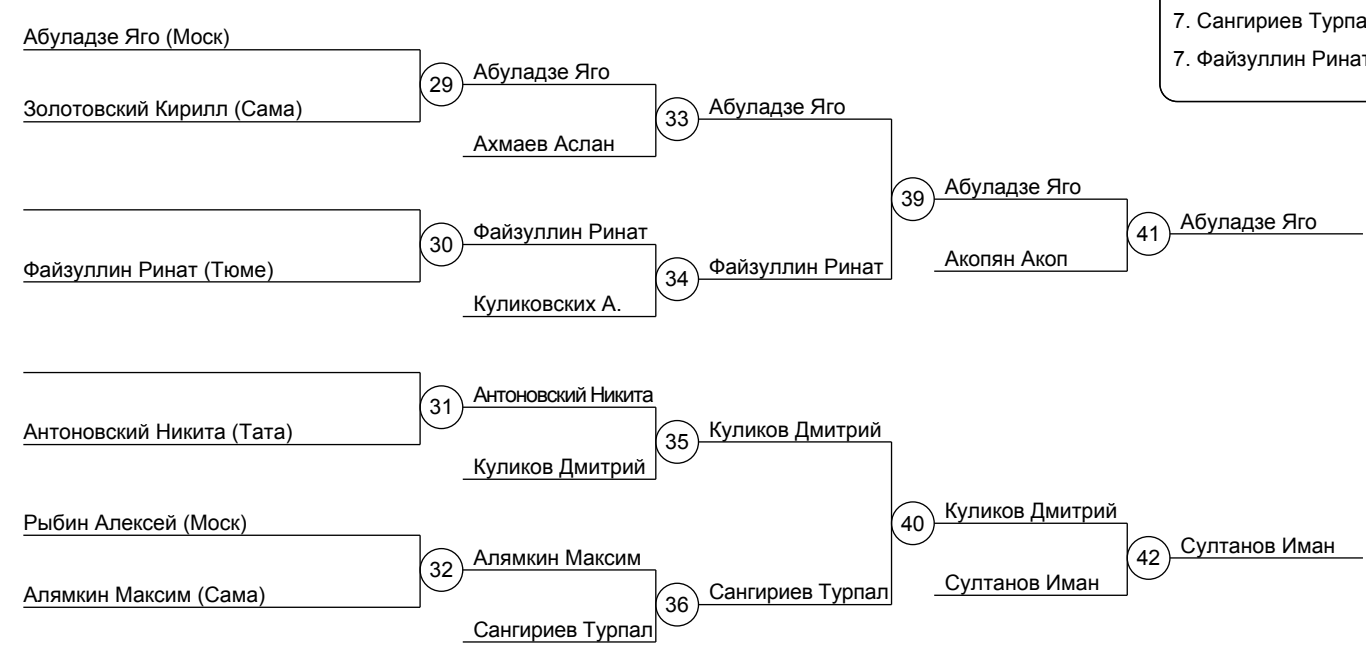 7. Сангириев Турпа
7. Файзуллин Ринат
Абуладзе Яго (Моск)
29
Абуладзе Яго
Золотовский Кирилл (Сама)
33
Абуладзе Яго
Ахмаев Аслан
39
Абуладзе Яго
30
Файзуллин Ринат
41
Абуладзе Яго
Файзуллин Ринат (Тюме)
34
Файзуллин Ринат
Акопян Акоп
Куликовских А.
31
Антоновский Никита
Антоновский Никита (Тата)
35
Куликов Дмитрий
Куликов Дмитрий
Рыбин Алексей (Моск)
40
Куликов Дмитрий
32
Алямкин Максим
42
Султанов Иман
Алямкин Максим (Сама)
36
Сангириев Турпал
Султанов Иман
Сангириев Турпал